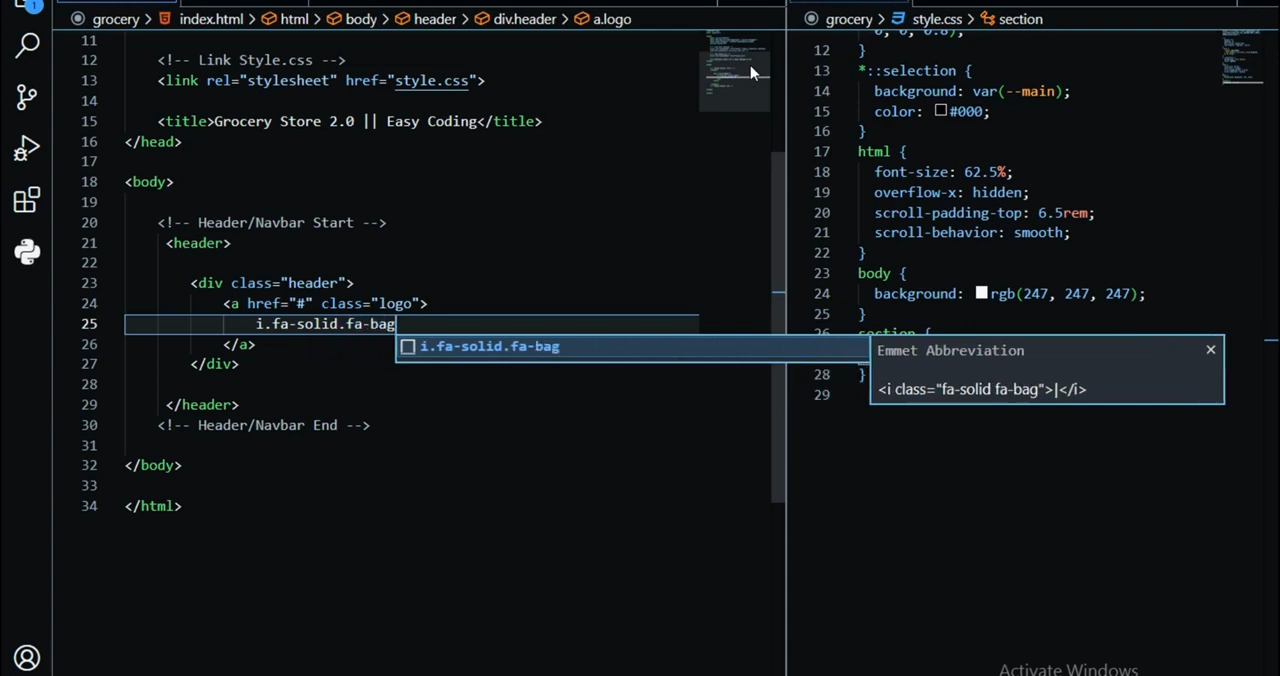 1
grocery > index.html > html > body > header > div.header > a.logo
11
12 <!-- Link Style.css -->
13 <link rel="stylesheet" href="style.css">
14
15 <title>Grocery Store 2.0 || Easy Coding</title>
16 </head>
17
18 <body>
19
20 <!-- Header/Navbar Start -->
21 <header>
22
23 <div class="header">
24 <a href="#" class="logo">
25 i.fa-solid.fa-bag
i.fa-solid.fa-bag
26 </a>
27 </div>
28
29 </header>
30 <!-- Header/Navbar End -->
31
32 </body>
33
34 </html>
grocery > style.css > section
0, 0, 0.8);
12 }
13 *::selection {
14 background: var(--main);
15 color: #000;
16 }
17 html {
18 font-size: 62.5%;
19 overflow-x: hidden;
20 scroll-padding-top: 6.5rem;
21 scroll-behavior: smooth;
22 }
23 body {
24 background: rgb(247, 247, 247);
25 }
26 section {
Emmet Abbreviation
<i class="fa-solid fa-bag">|</i>
28 }
29
Activate Windows